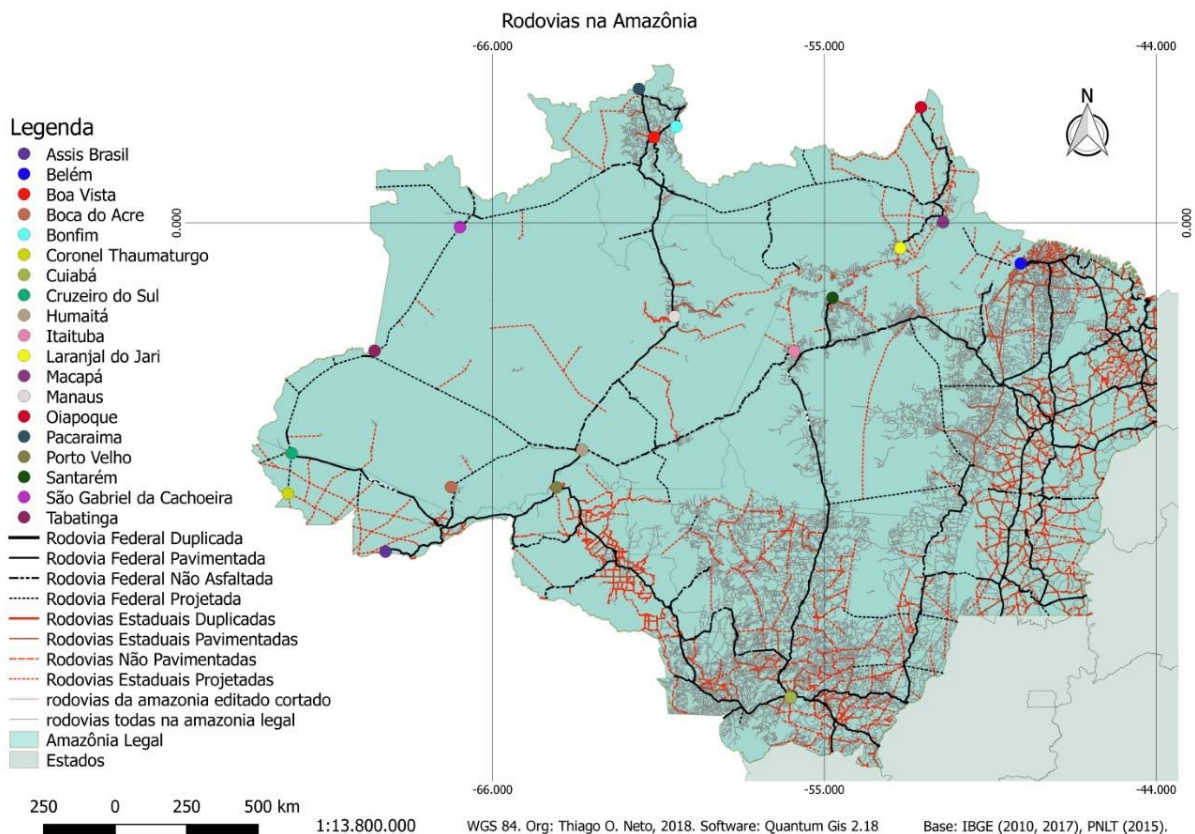 Rodovias na Amazônia
-66.000
-55.000
-44.000
N
0.000
0.000
Legenda
Assis Brasil
Belém
Boa Vista
Boca do Acre
Bonfim
Coronel Thaumaturgo
Cuiabá
Cruzeiro do Sul
Humaitá
Itaituba
Laranjal do Jari
Macapá
Manaus
Oiapoque
Pacaraima
Porto Velho
Santarém
São Gabriel da Cachoeira
Tabatinga
Rodovia Federal Duplicada
Rodovia Federal Pavimentada
Rodovia Federal Não Asfaltada
Rodovia Federal Projetada
Rodovias Estaduais Duplicadas
Rodovias Estaduais Pavimentadas
Rodovias Não Pavimentadas
Rodovias Estaduais Projetadas
rodovias da amazonia editado cortado
rodovias todas na amazonia legal
Amazônia Legal
Estados
-66.000
-55.000
-44.000
250 0 250 500 km
1:13.800.000 WGS 84. Org: Thiago O. Neto, 2018. Software: Quantum Gis 2.18 Base: IBGE (2010, 2017), PNLT (2015).